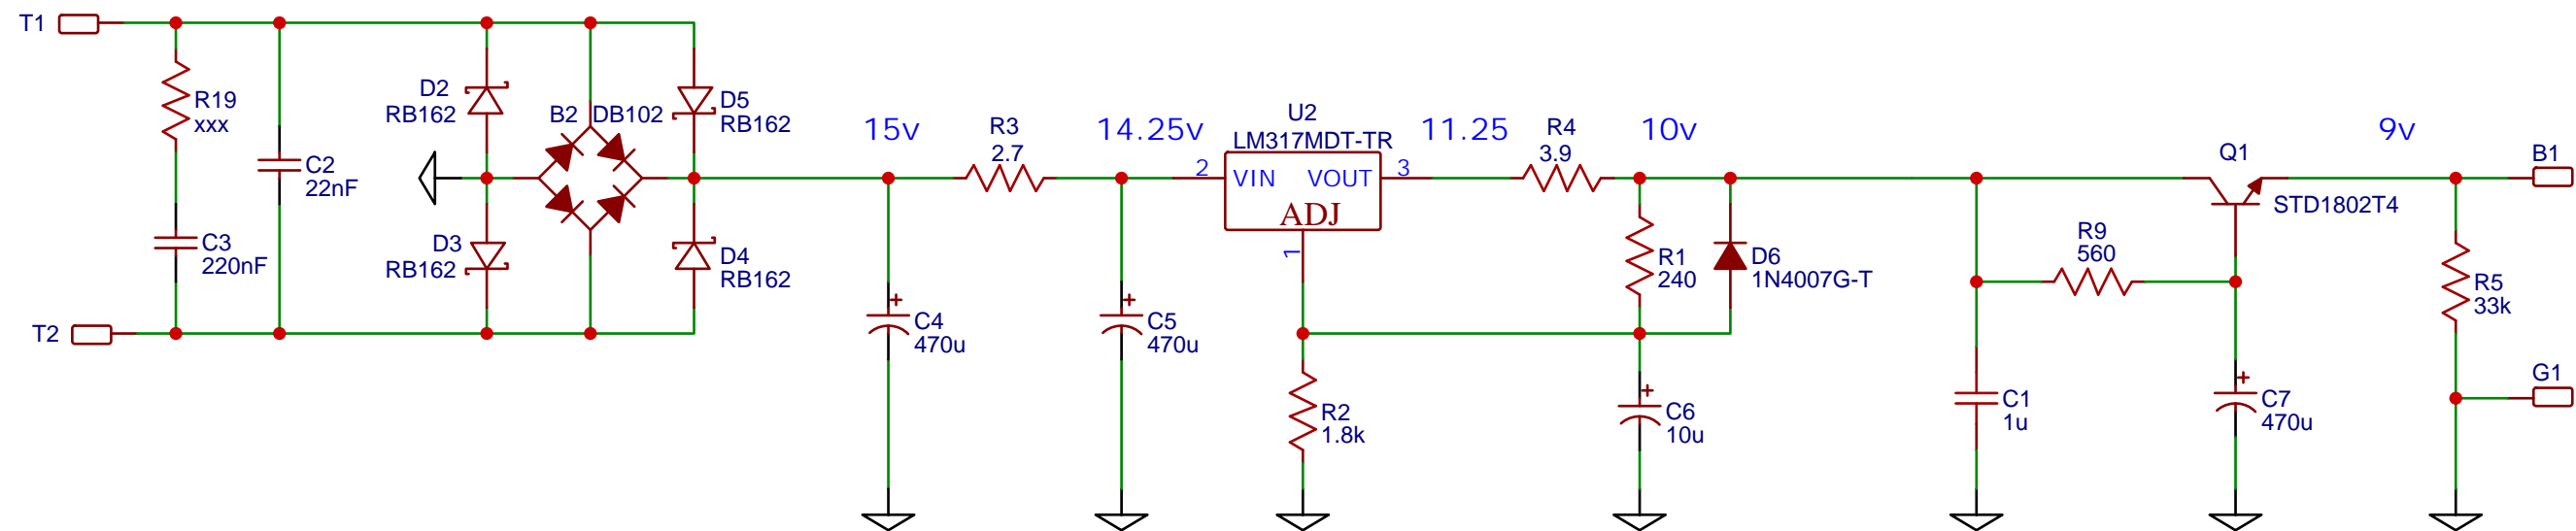 T1
R19
xxx
C2
22nF
C3
220nF
T2
D2
RB162
B2
DB102
D5
RB162
D3
RB162
D4
RB162
15v
R3
2.7
14.25v
C4
470u
C5
470u
U2
LM317MDT-TR
2
VIN
VOUT
3
ADJ
1
11.25
R4
3.9
10v
R1
240
D6
1N4007G-T
R2
1.8k
C6
10u
R9
560
Q1
STD1802T4
9v
B1
R5
33k
C1
1u
C7
470u
G1